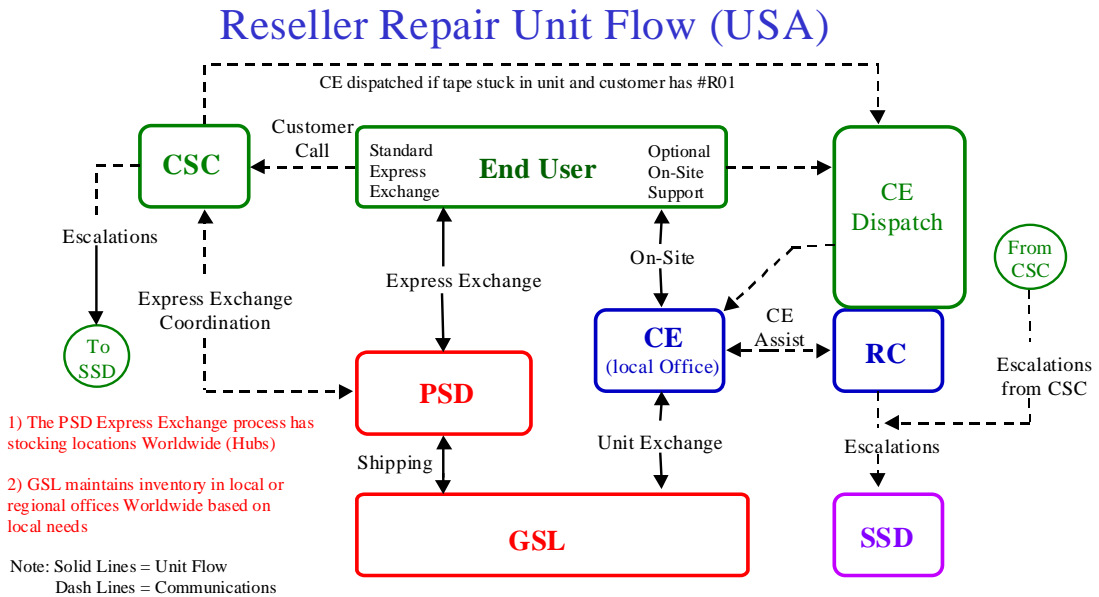 Reseller Repair Unit Flow (USA)
CE dispatched if tape stuck in unit and customer has #R01
Customer
Call
CSC
Standard
Express
Exchange
End User
Optional
On-Site
Support
CE
Dispatch
From
CSC
Escalations
Express Exchange
Coordination
Express Exchange
On-Site
To
SSD
CE
(local Office)
CE
Assist
RC
Escalations
from CSC
PSD
1) The PSD Express Exchange process has
stocking locations Worldwide (Hubs)
Shipping
Unit Exchange
Escalations
2) GSL maintains inventory in local or
regional offices Worldwide based on
local needs
GSL
SSD
Note: Solid Lines = Unit Flow
Dash Lines = Communications